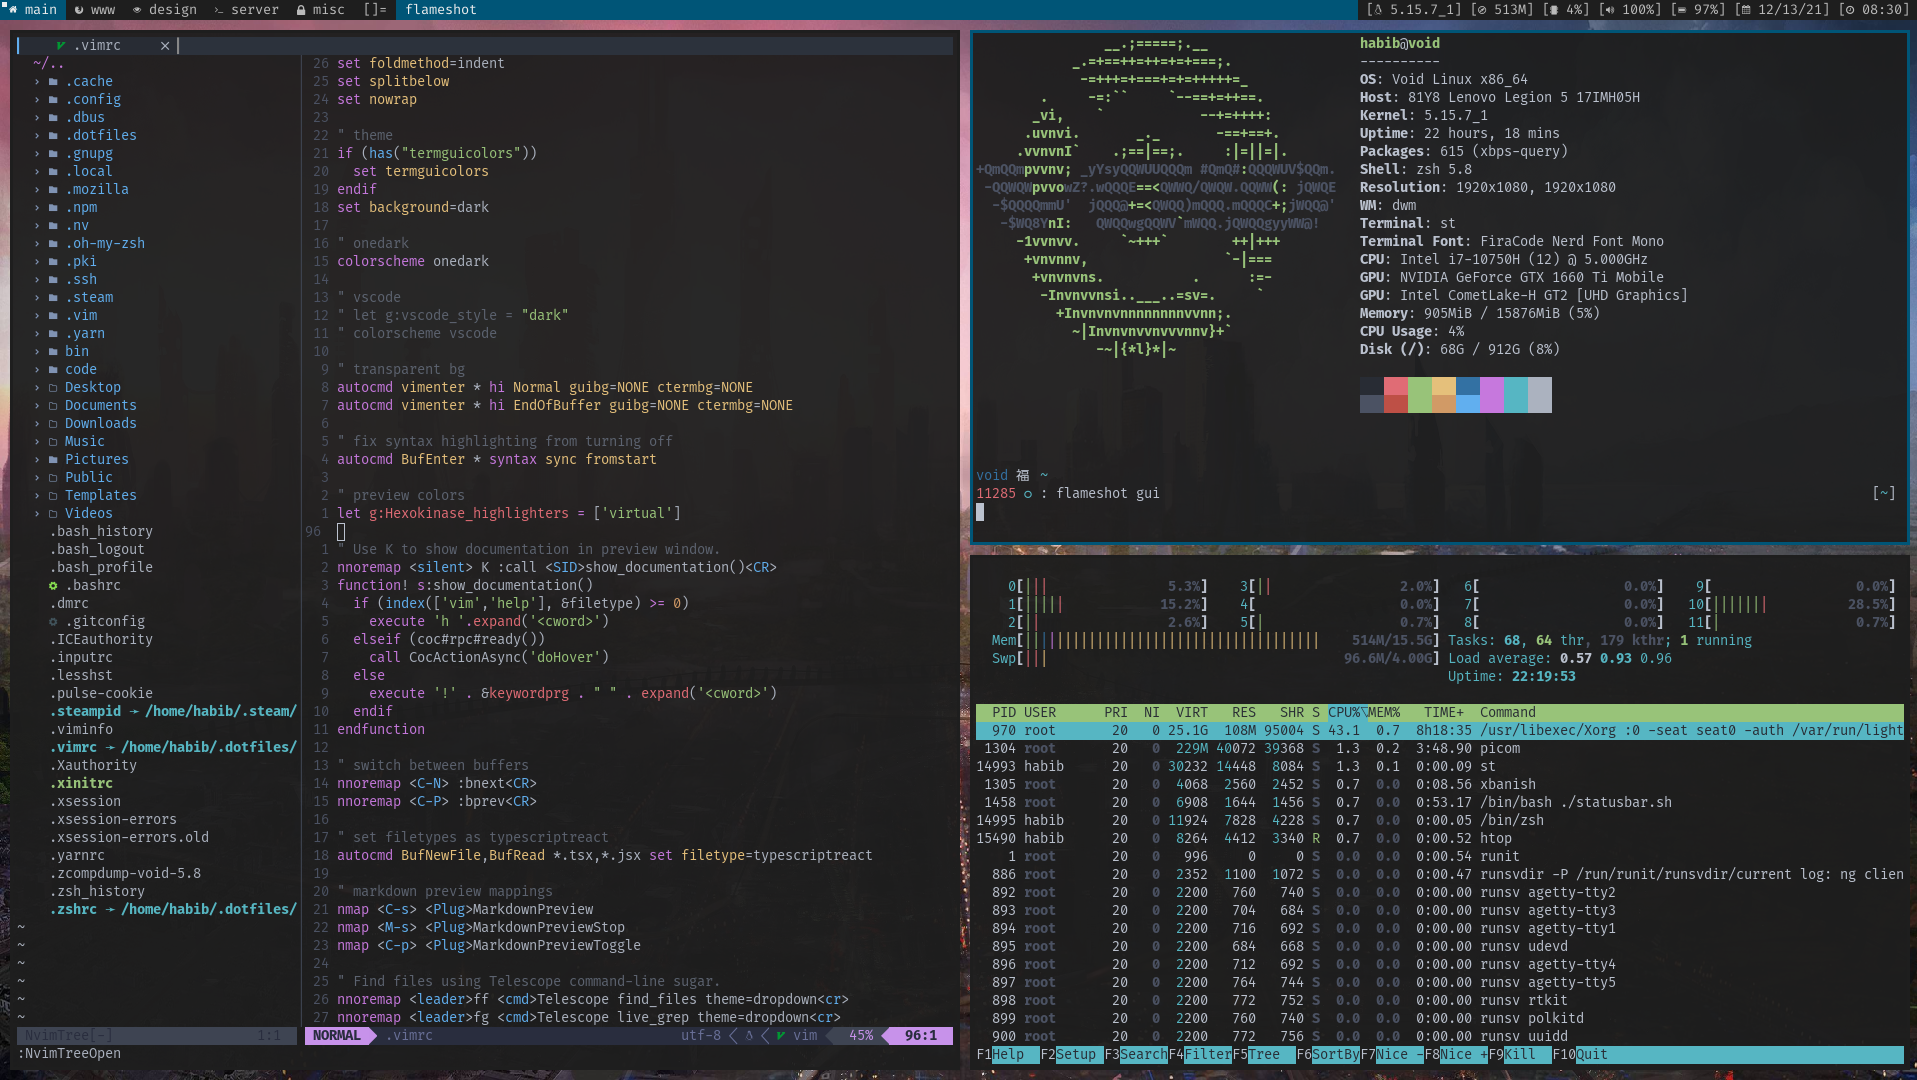 main www design server misc []= flameshot [5.15.7_1] [513M] [4%] [100%] [97%] [12/13/21] [08:30]
.vimrc ×
~/..
.cache
.config
.dbus
.dotfiles
.gnupg
.local
.mozilla
.npm
.nv
.oh-my-zsh
.pki
.ssh
.steam
.vim
.yarn
bin
code
Desktop
Documents
Downloads
Music
Pictures
Public
Templates
Videos
.bash_history
.bash_logout
.bash_profile
.bashrc
.dmrc
.gitconfig
.ICEauthority
.inputrc
.lesshst
.pulse-cookie
.steampid → /home/habib/.steam/
.viminfo
.vimrc → /home/habib/.dotfiles/
.Xauthority
.xinitrc
.xsession
.xsession-errors
.xsession-errors.old
.yarnrc
.zcompdump-void-5.8
.zsh_history
.zshrc → /home/habib/.dotfiles/
~
~
~
~
~
~
NvimTree[-] 1:1
26 set foldmethod=indent
25 set splitbelow
24 set nowrap
23
22 " theme
21 if (has("termguicolors"))
20   set termguicolors
19 endif
18 set background=dark
17
16 " onedark
15 colorscheme onedark
14
13 " vscode
12 " let g:vscode_style = "dark"
11 " colorscheme vscode
10
9 " transparent bg
8 autocmd vimenter * hi Normal guibg=NONE ctermbg=NONE
7 autocmd vimenter * hi EndOfBuffer guibg=NONE ctermbg=NONE
6
5 " fix syntax highlighting from turning off
4 autocmd BufEnter * syntax sync fromstart
3
2 " preview colors
1 let g:Hexokinase_highlighters = ['virtual']
96
1 " Use K to show documentation in preview window.
2 nnoremap <silent> K :call <SID>show_documentation()<CR>
3 function! s:show_documentation()
4   if (index(['vim','help'], &filetype) >= 0)
5     execute 'h '.expand('<cword>')
6   elseif (coc#rpc#ready())
7     call CocActionAsync('doHover')
8   else
9     execute '!' . &keywordprg . " " . expand('<cword>')
10   endif
11 endfunction
12
13 " switch between buffers
14 nnoremap <C-N> :bnext<CR>
15 nnoremap <C-P> :bprev<CR>
16
17 " set filetypes as typescriptreact
18 autocmd BufNewFile,BufRead *.tsx,*.jsx set filetype=typescriptreact
19
20 " markdown preview mappings
21 nmap <C-s> <Plug>MarkdownPreview
22 nmap <M-s> <Plug>MarkdownPreviewStop
23 nmap <C-p> <Plug>MarkdownPreviewToggle
24
25 " Find files using Telescope command-line sugar.
26 nnoremap <leader>ff <cmd>Telescope find_files theme=dropdown<cr>
27 nnoremap <leader>fg <cmd>Telescope live_grep theme=dropdown<cr>
NORMAL .vimrc utf-8 vim 45% 96:1
:NvimTreeOpen
__.;=====;.__
_.=+==++=++=+=+===;.
-=+++=+===+=+=+++++=_
.     -=:``     `--==+=++==.
_vi,    `            --+=++++:
.uvnvi.       _._       -==+==+.
.vvnvnI`    .;==|==;.     :|=||=|.
+QmQQmpvvnv; _yYsyQQWUUQQQm #QmQ#:QQQWUV$QQm.
-QQWQWpvvowZ?.wQQQE==<QWWQ/QWWQW.QQWW(: jQWQE
-$QQQQmmU'  jQQQ@+=<QWQQ)mQQQ.mQQQC+;jWQQ@'
-$WQ8YnI:   QWQQwgQQWV`mWQQ.jQWQQgyyWW@!
-1vvnvv.     `~+++`        ++|+++
+vnvnnv,                 `-|===
+vnvnvns.           .      :=-
-Invnvvnsi..___..=sv=.     `
+Invnvnvnnnnnnnnvvnn;.
~|Invnvnvvnvvvnnv}+`
-~|{*l}*|~
habib@void
----------
OS: Void Linux x86_64
Host: 81Y8 Lenovo Legion 5 17IMH05H
Kernel: 5.15.7_1
Uptime: 22 hours, 18 mins
Packages: 615 (xbps-query)
Shell: zsh 5.8
Resolution: 1920x1080, 1920x1080
WM: dwm
Terminal: st
Terminal Font: FiraCode Nerd Font Mono
CPU: Intel i7-10750H (12) @ 5.000GHz
GPU: NVIDIA GeForce GTX 1660 Ti Mobile
GPU: Intel CometLake-H GT2 [UHD Graphics]
Memory: 905MiB / 15876MiB (5%)
CPU Usage: 4%
Disk (/): 68G / 912G (8%)
void 福 ~
11285 o : flameshot gui [~]
0[||| 5.3%] 3[|| 2.0%] 6[ 0.0%] 9[ 0.0%]
1[||||| 15.2%] 4[ 0.0%] 7[ 0.0%] 10[||||||| 28.5%]
2[|| 2.6%] 5[| 0.7%] 8[ 0.0%] 11[| 0.7%]
Mem[||||||||||||||||||||||||||||||||||||| 514M/15.5G] Tasks: 68, 64 thr, 179 kthr; 1 running
Swp[||| 96.6M/4.00G] Load average: 0.57 0.93 0.96
Uptime: 22:19:53
PID USER PRI NI VIRT RES SHR S CPU%▽MEM% TIME+ Command
970 root 20 0 25.1G 108M 95004 S 43.1 0.7 8h18:35 /usr/libexec/Xorg :0 -seat seat0 -auth /var/run/light
1304 root 20 0 229M 40072 39368 S 1.3 0.2 3:48.90 picom
14993 habib 20 0 30232 14448 8084 S 1.3 0.1 0:00.09 st
1305 root 20 0 4068 2560 2452 S 0.7 0.0 0:08.56 xbanish
1458 root 20 0 6908 1644 1456 S 0.7 0.0 0:53.17 /bin/bash ./statusbar.sh
14995 habib 20 0 11924 7828 4228 S 0.7 0.0 0:00.05 /bin/zsh
15490 habib 20 0 8264 4412 3340 R 0.7 0.0 0:00.52 htop
1 root 20 0 996 0 0 S 0.0 0.0 0:00.54 runit
886 root 20 0 2352 1100 1072 S 0.0 0.0 0:00.47 runsvdir -P /run/runit/runsvdir/current log: ng clien
892 root 20 0 2200 760 740 S 0.0 0.0 0:00.00 runsv agetty-tty2
893 root 20 0 2200 704 684 S 0.0 0.0 0:00.00 runsv agetty-tty3
894 root 20 0 2200 716 692 S 0.0 0.0 0:00.00 runsv agetty-tty1
895 root 20 0 2200 684 668 S 0.0 0.0 0:00.00 runsv udevd
896 root 20 0 2200 712 692 S 0.0 0.0 0:00.00 runsv agetty-tty4
897 root 20 0 2200 764 744 S 0.0 0.0 0:00.00 runsv agetty-tty5
898 root 20 0 2200 772 752 S 0.0 0.0 0:00.00 runsv rtkit
899 root 20 0 2200 760 740 S 0.0 0.0 0:00.00 runsv polkitd
900 root 20 0 2200 772 756 S 0.0 0.0 0:00.00 runsv uuidd
F1Help F2Setup F3SearchF4FilterF5Tree F6SortByF7Nice -F8Nice +F9Kill F10Quit